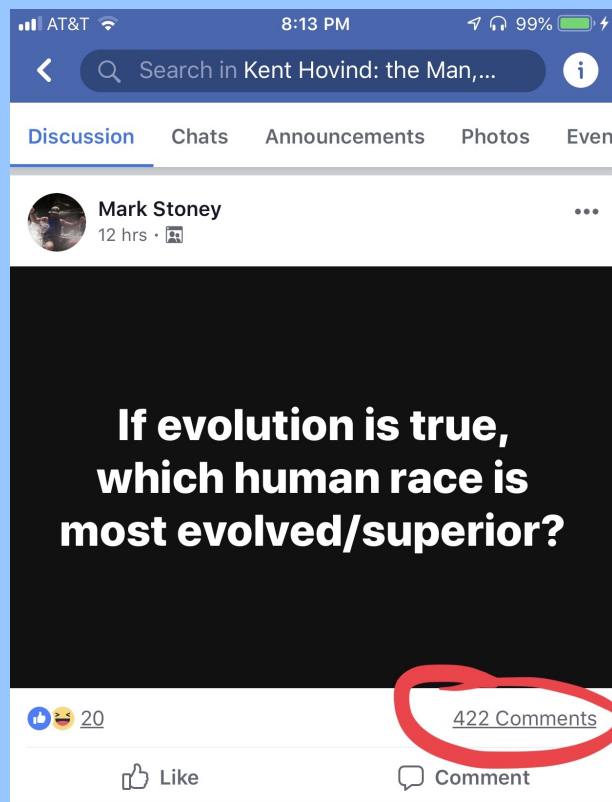 AT&T 8:13 PM 99%
Search in Kent Hovind: the Man,...
Discussion Chats Announcements Photos Even
Mark Stoney
12 hrs ·
If evolution is true,
which human race is
most evolved/superior?
20 422 Comments
Like Comment